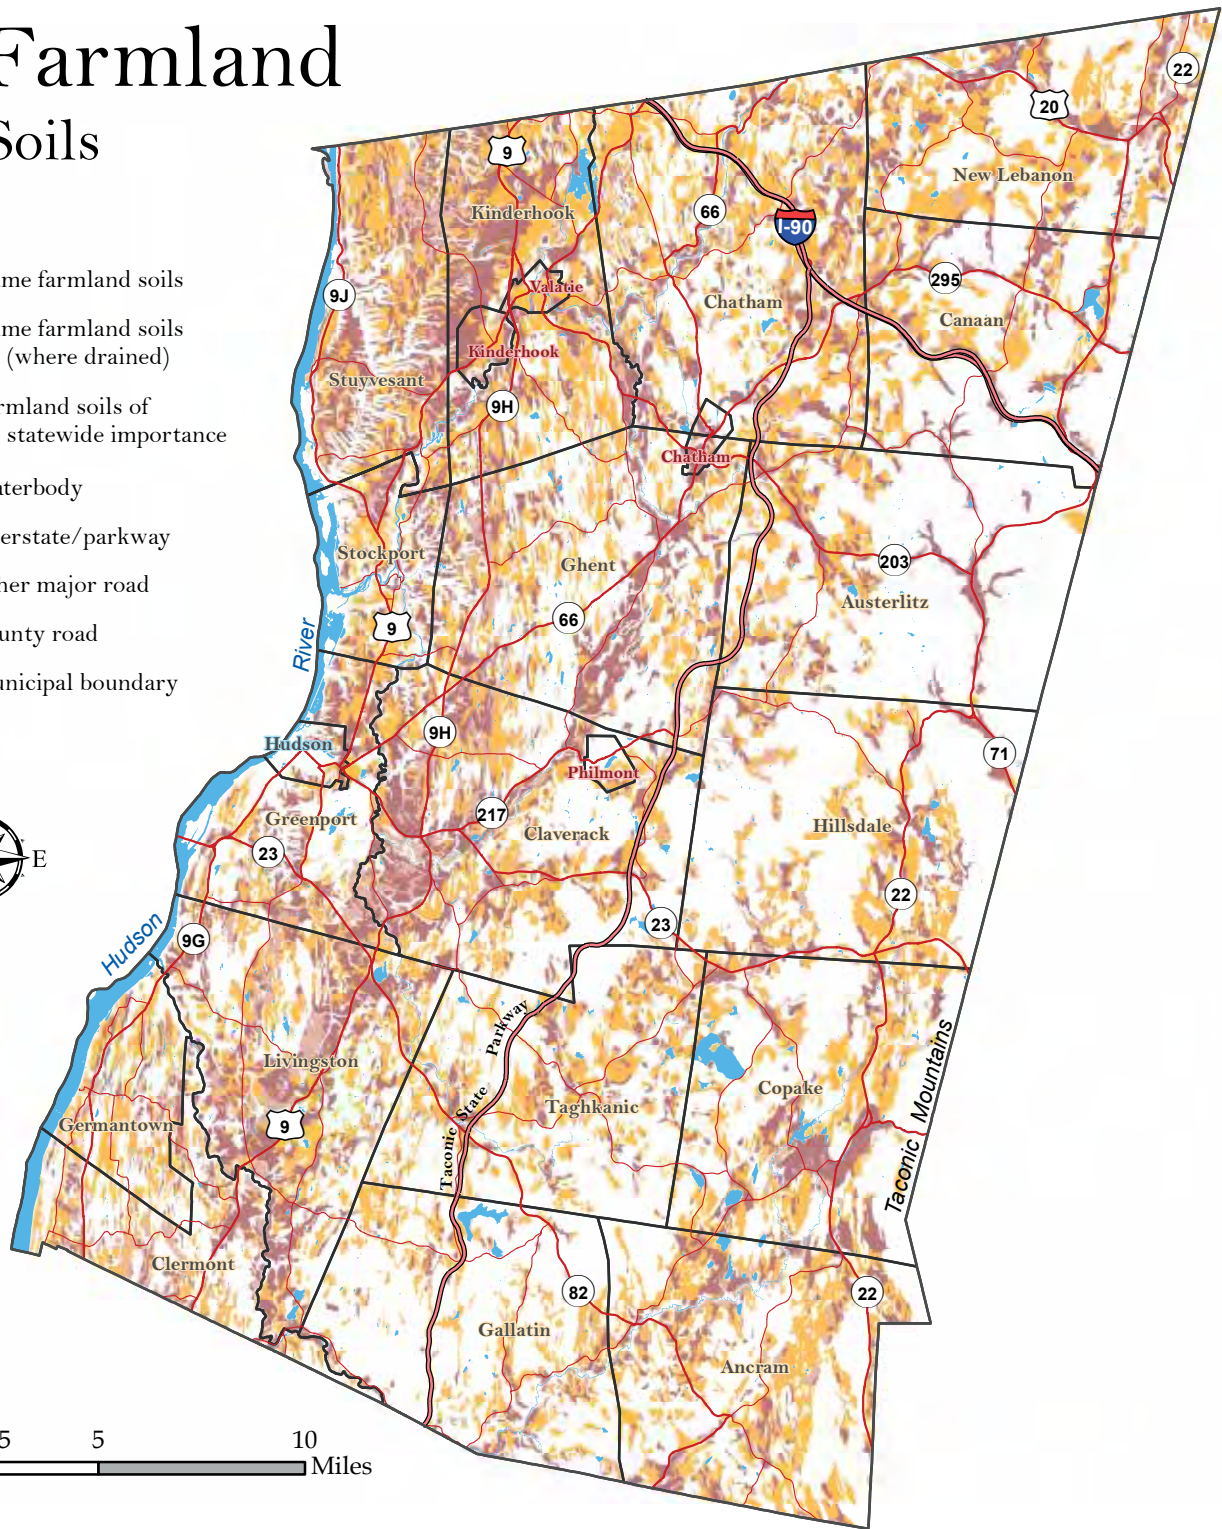 Farmland
Soils
ime farmland soils
ime farmland soils
(where drained)
rmland soils of
statewide importance
aterbody
terstate/parkway
her major road
unty road
unicipal boundary
E
5 5 10
Miles
22
20
9
New Lebanon
Kinderhook
66
I-90
295
Valatie
9J
Chatham
Canaan
Kinderhook
Stuyvesant
9H
Chatham
Stockport
Ghent
203
Austerlitz
66
9
River
9H
Hudson
71
Philmont
217
Greenport
Claverack
Hillsdale
23
22
23
9G
Hudson
Parkway
Livingston
Copake
Taconic Mountains
State
Taghkanic
Germantown
9
Taconic
Clermont
82
22
Gallatin
Ancram